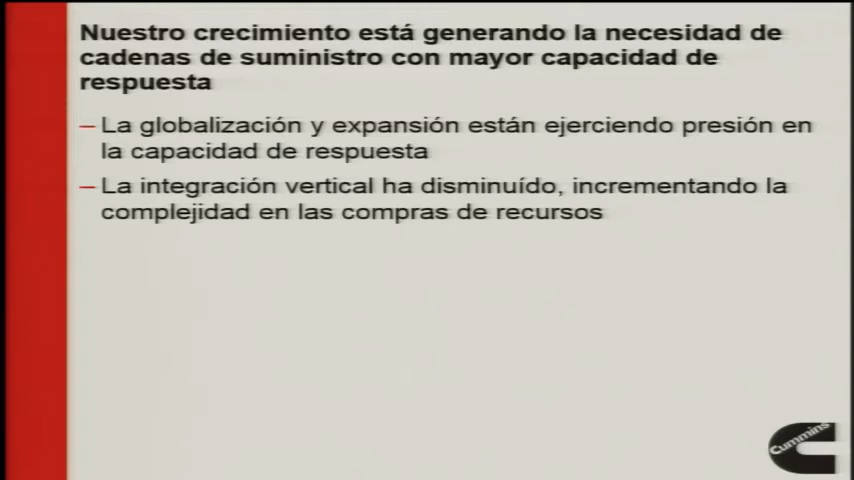 Nuestro crecimiento está generando la necesidad de
cadenas de suministro con mayor capacidad de
respuesta
– La globalización y expansión están ejerciendo presión en
la capacidad de respuesta
– La integración vertical ha disminuído, incrementando la
complejidad en las compras de recursos
Cummins